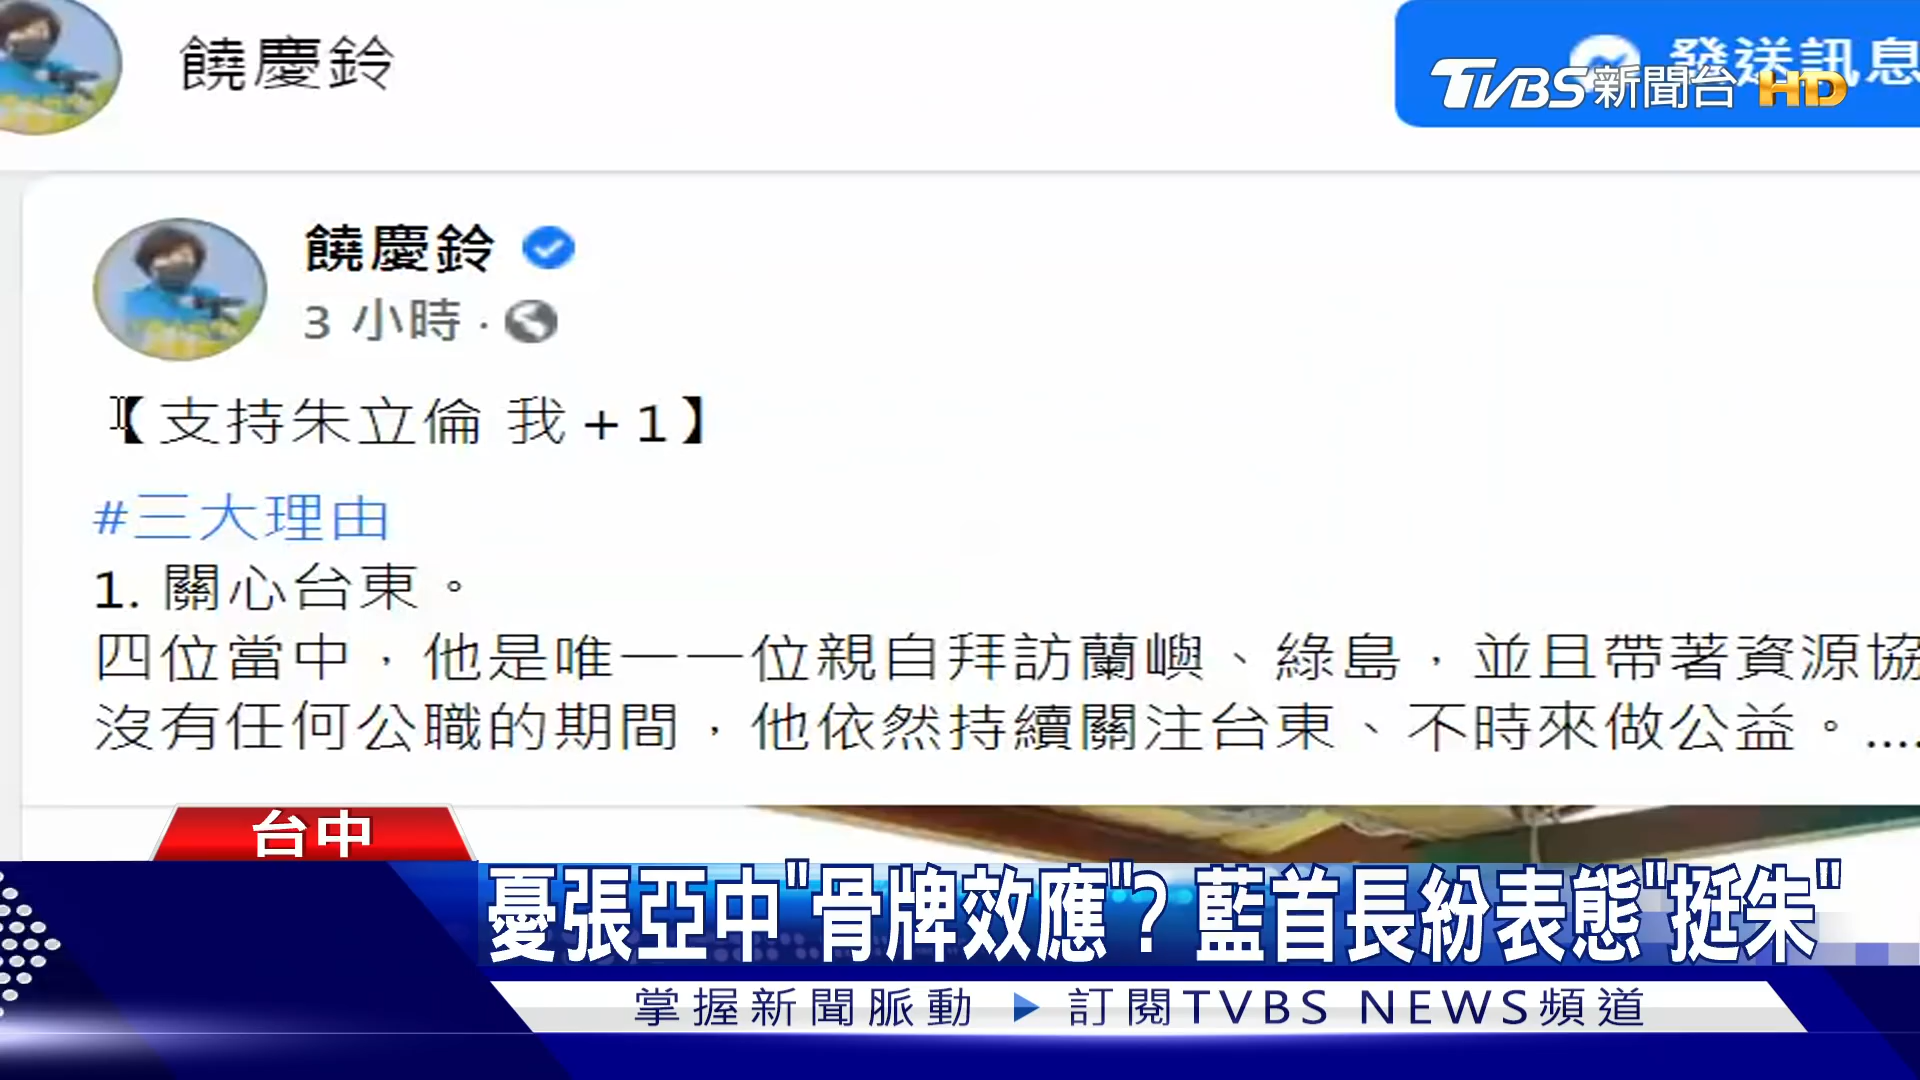 饒慶鈴
發送訊息
TVBS新聞台 HD
饒慶鈴
3 小時 ·
【支持朱立倫 我+1】
#三大理由
1. 關心台東。
四位當中，他是唯一一位親自拜訪蘭嶼、綠島，並且帶著資源協
沒有任何公職的期間，他依然持續關注台東、不時來做公益。....
台中
憂張亞中"骨牌效應"? 藍首長紛表態"挺朱"
掌握新聞脈動 ▶ 訂閱TVBS NEWS頻道